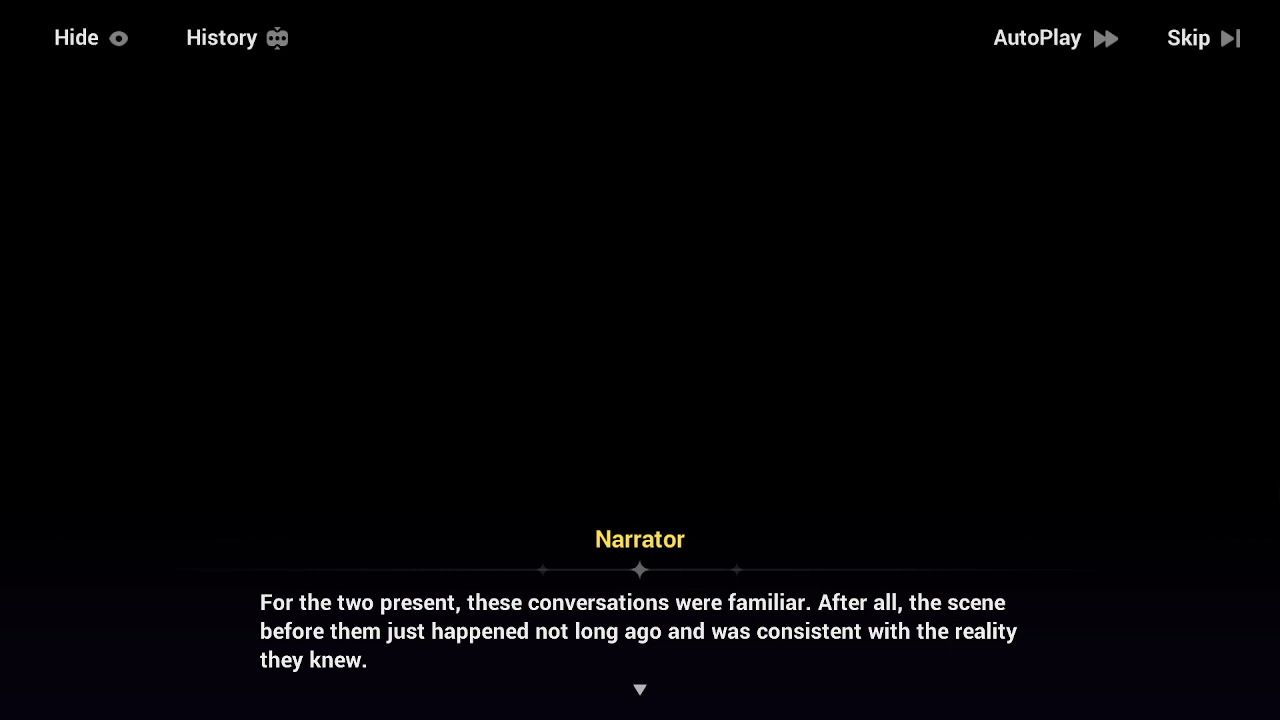 Hide
History
AutoPlay
Skip
Narrator
For the two present, these conversations were familiar. After all, the scene
before them just happened not long ago and was consistent with the reality
they knew.